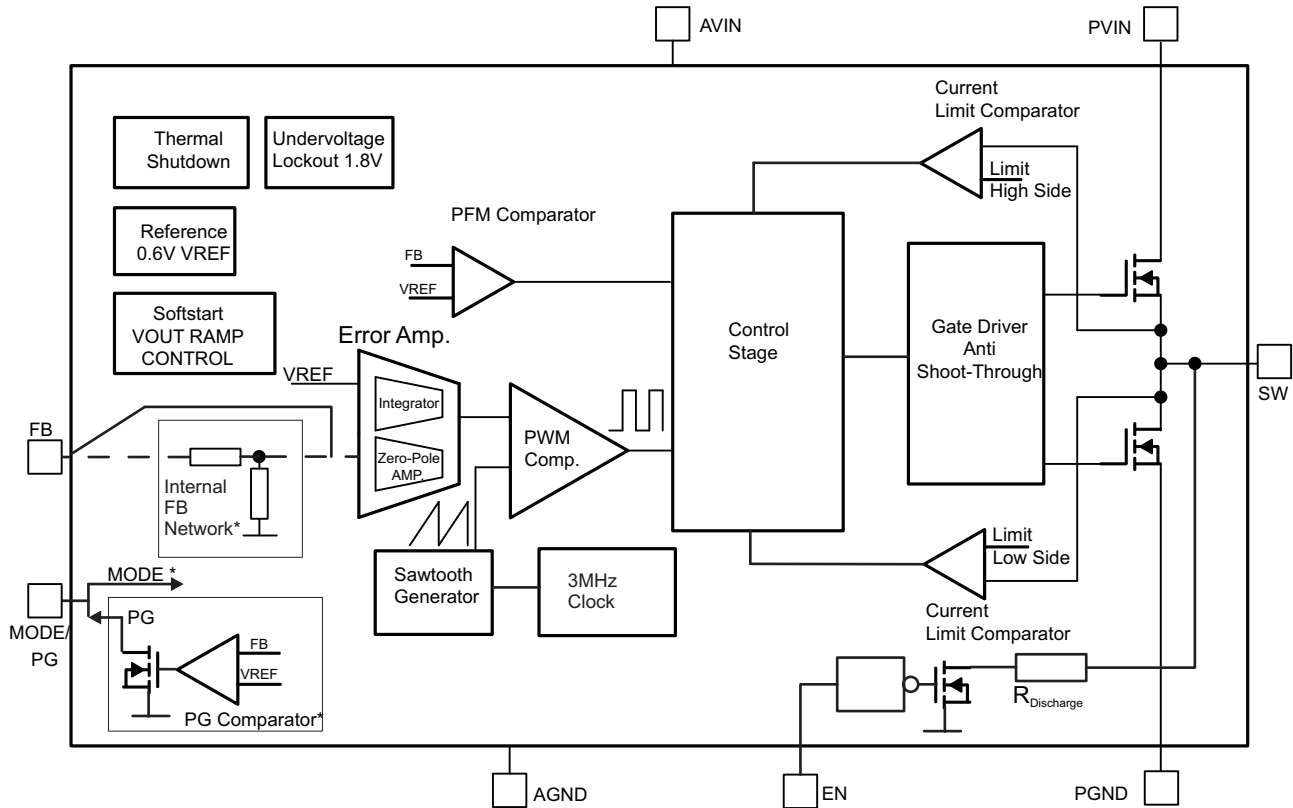 AVIN
PVIN
Thermal
Shutdown
Undervoltage
Lockout 1.8V
Current
Limit Comparator
Limit
High Side
PFM Comparator
Reference
0.6V VREF
FB
VREF
Softstart
VOUT RAMP
CONTROL
Error Amp.
VREF
Control
Stage
Gate Driver
Anti
Shoot-Through
Integrator
SW
FB
PWM
Comp.
Zero-Pole
AMP.
Internal
FB
Network*
Limit
Low Side
MODE *
Sawtooth
Generator
3MHz
Clock
Current
Limit Comparator
PG
MODE/
PG
FB
VREF
PG Comparator*
RDischarge
AGND
EN
PGND